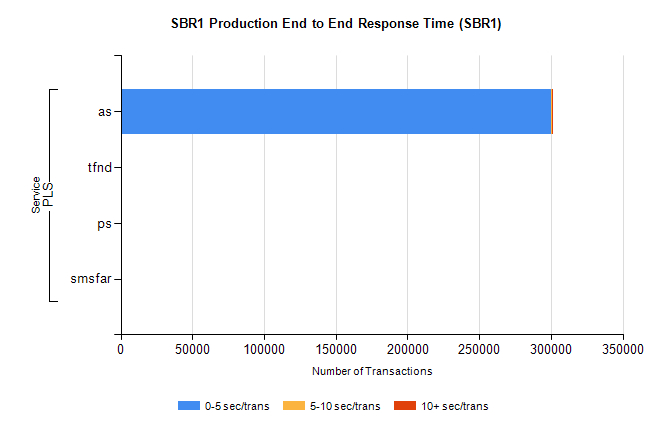 SBR1 Production End to End Response Time (SBR1)
Service
PLS
as
tfnd
ps
smsfar
0 50000 100000 150000 200000 250000 300000 350000
Number of Transactions
0-5 sec/trans 5-10 sec/trans 10+ sec/trans